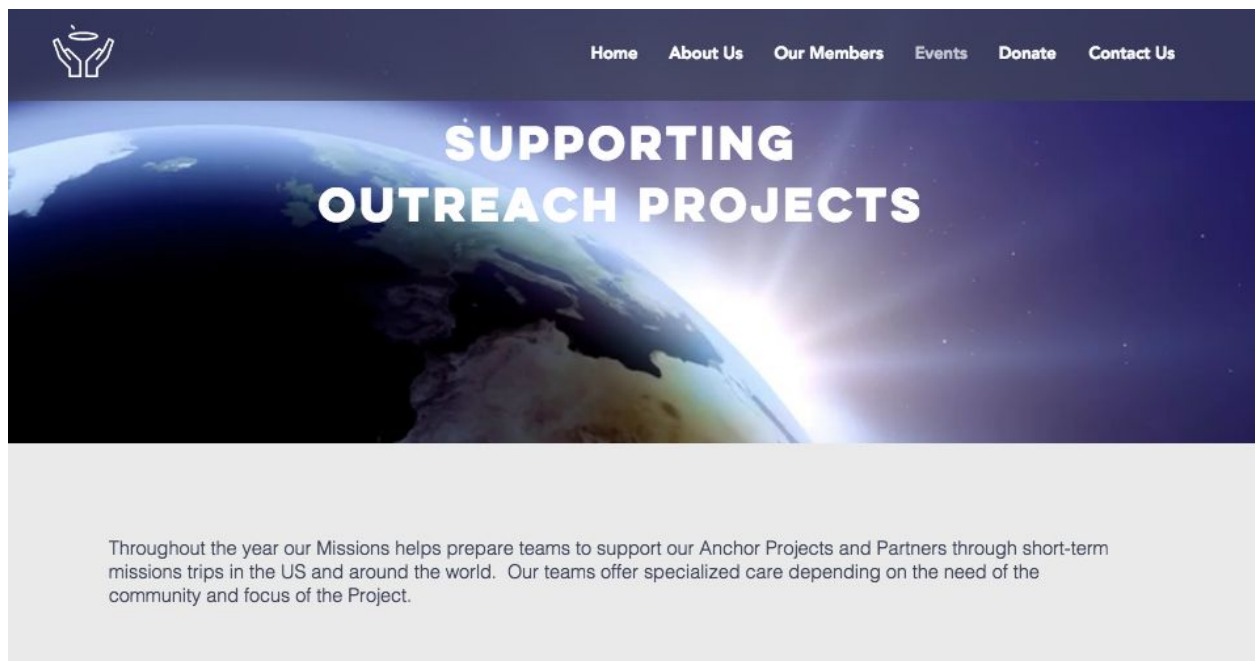 Home About Us Our Members Events Donate Contact Us
SUPPORTING
OUTREACH PROJECTS
Throughout the year our Missions helps prepare teams to support our Anchor Projects and Partners through short-term
missions trips in the US and around the world.  Our teams offer specialized care depending on the need of the
community and focus of the Project.